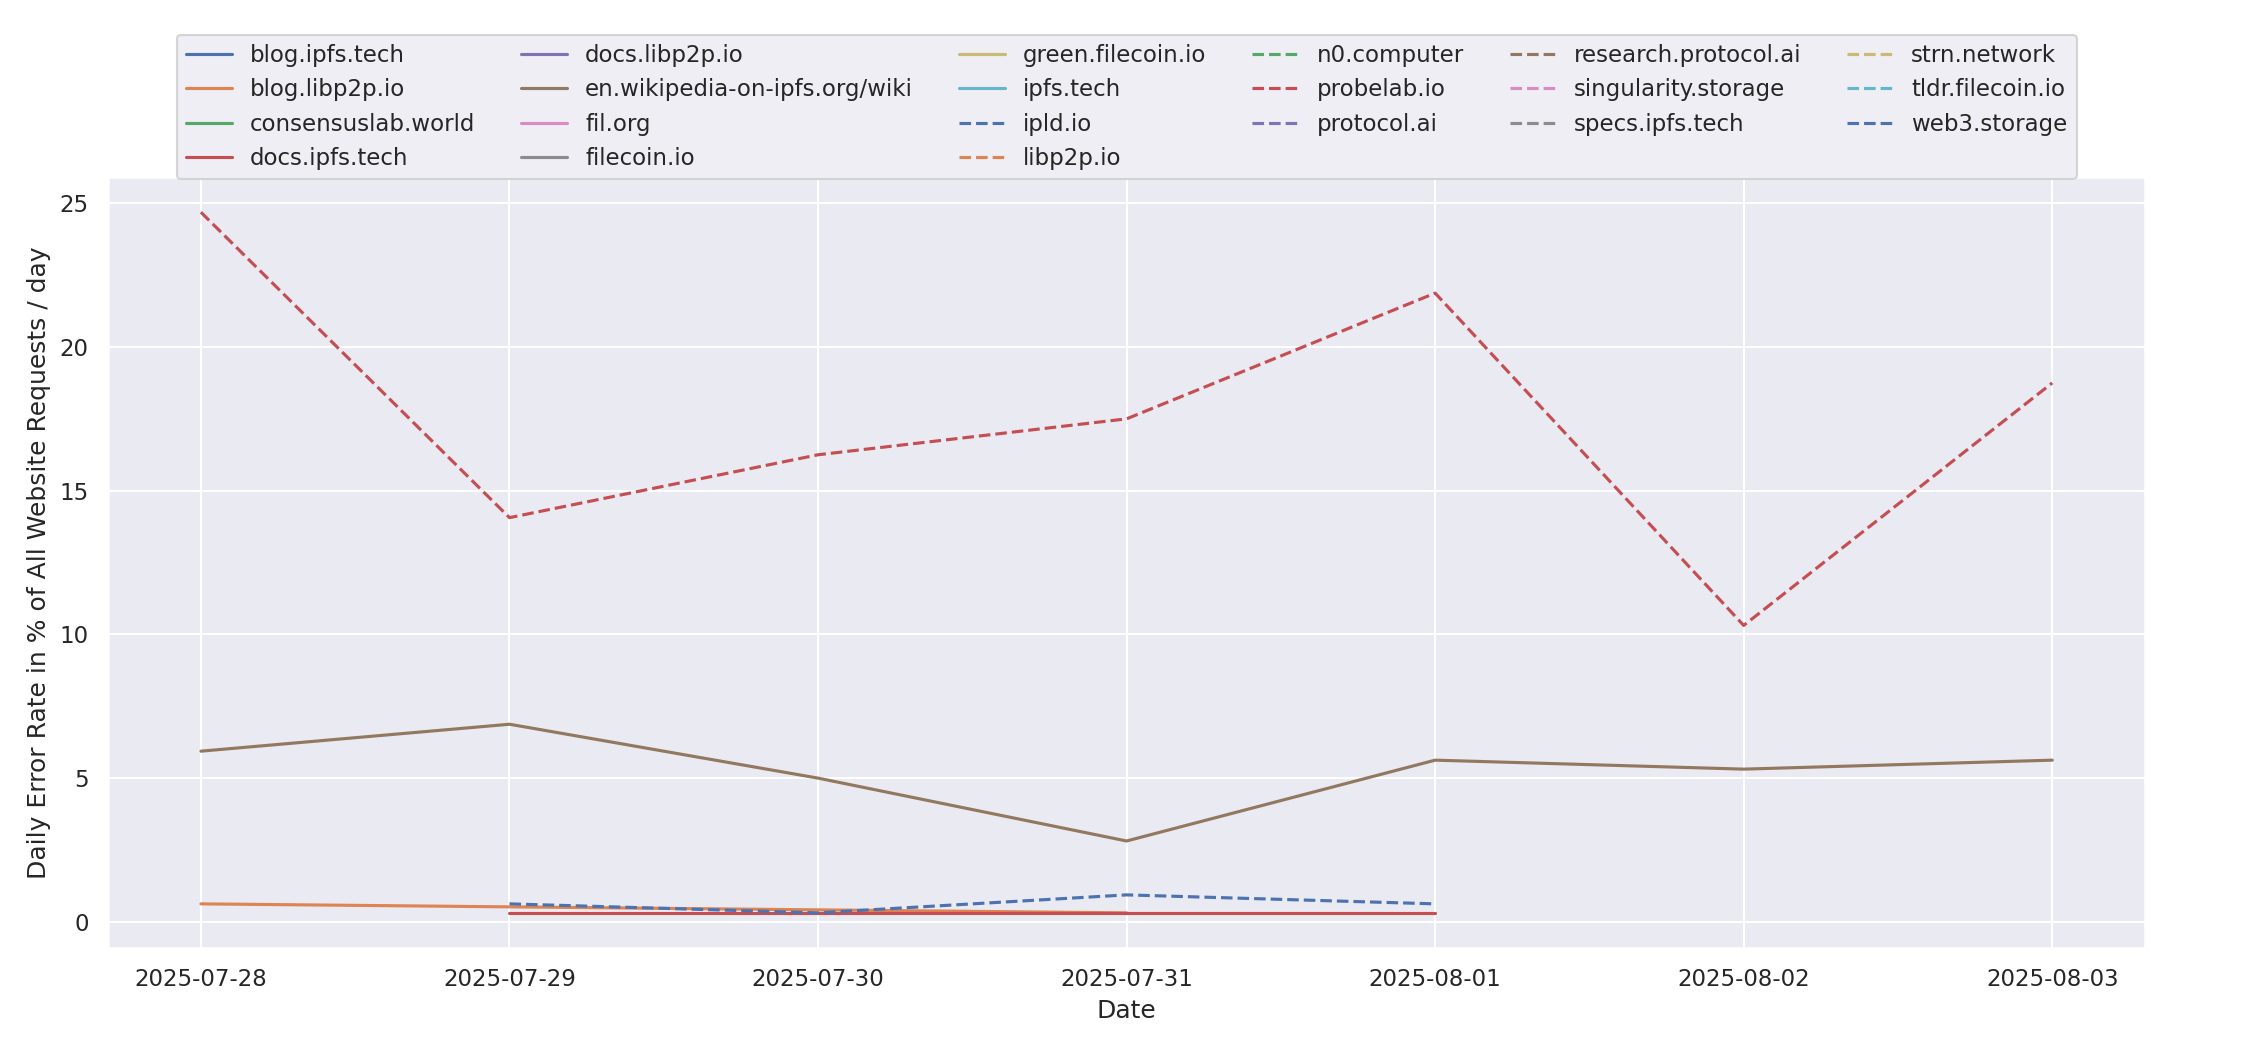 blog.ipfs.tech
blog.libp2p.io
consensuslab.world
docs.ipfs.tech
docs.libp2p.io
en.wikipedia-on-ipfs.org/wiki
fil.org
filecoin.io
green.filecoin.io
ipfs.tech
ipld.io
libp2p.io
n0.computer
probelab.io
protocol.ai
research.protocol.ai
singularity.storage
specs.ipfs.tech
strn.network
tldr.filecoin.io
web3.storage
Daily Error Rate in % of All Website Requests / day
25
20
15
10
5
0
2025-07-28
2025-07-29
2025-07-30
2025-07-31
2025-08-01
2025-08-02
2025-08-03
Date